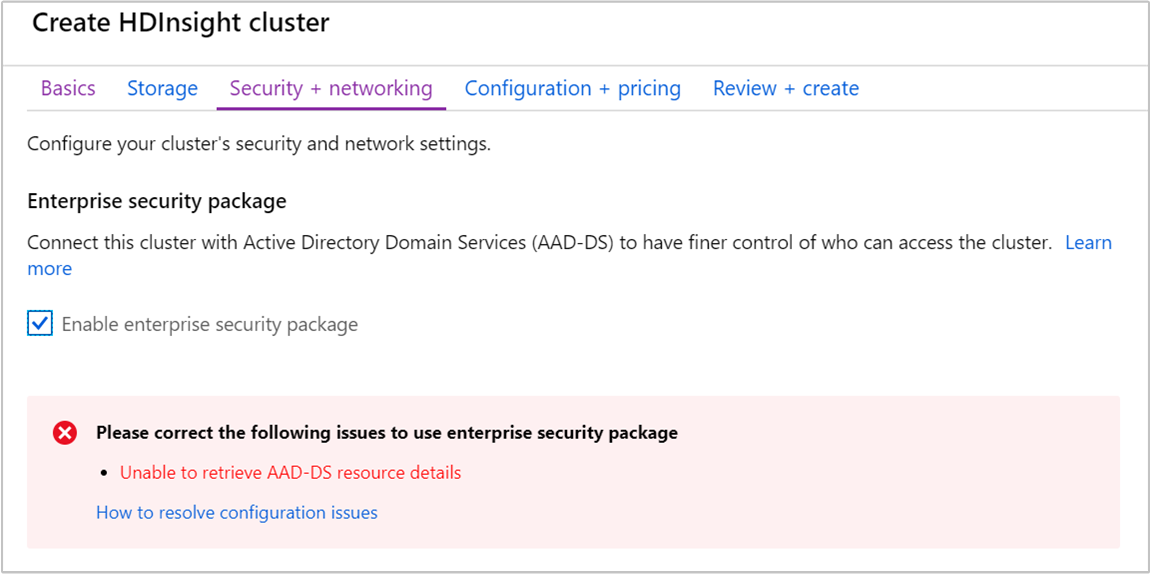 Create HDInsight cluster
Basics Storage Security + networking Configuration + pricing Review + create
Configure your cluster's security and network settings.
Enterprise security package
Connect this cluster with Active Directory Domain Services (AAD-DS) to have finer control of who can access the cluster. Learn
more
Enable enterprise security package
Please correct the following issues to use enterprise security package
• Unable to retrieve AAD-DS resource details
How to resolve configuration issues